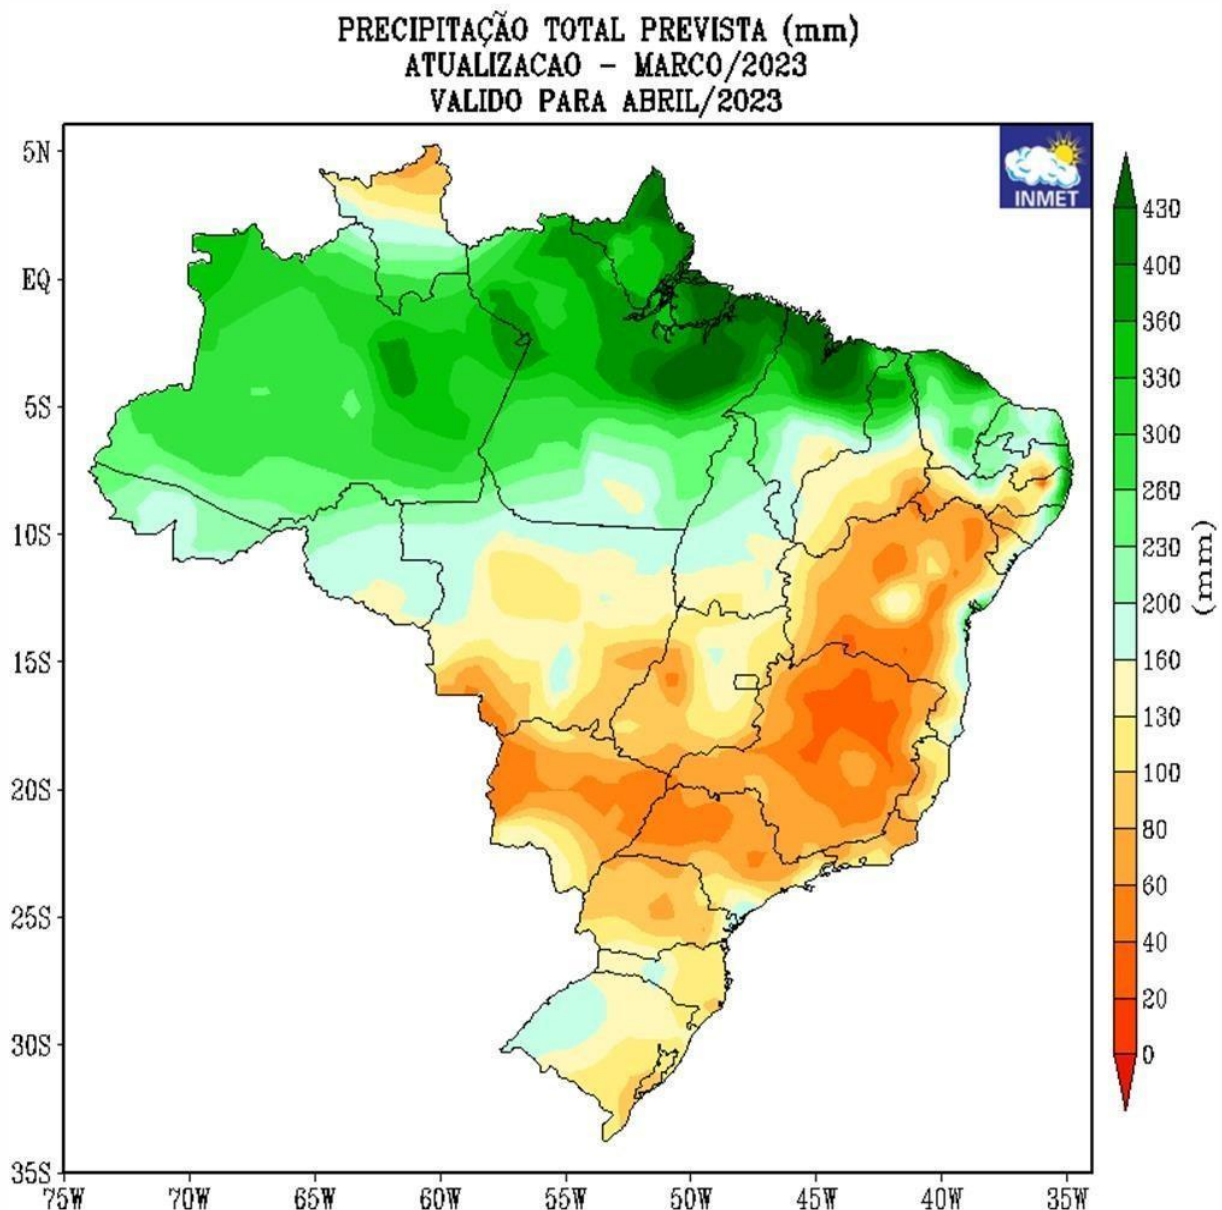 PRECIPITAÇÃO TOTAL PREVISTA (mm)
ATUALIZACAO - MARCO/2023
VALIDO PARA ABRIL/2023
INMET
5N
EQ
5S
10S
15S
20S
25S
30S
35S
75W 70W 65W 60W 55W 50W 45W 40W 35W
430
400
360
330
300
260
230
200
160
130
100
80
60
40
20
0
(mm)